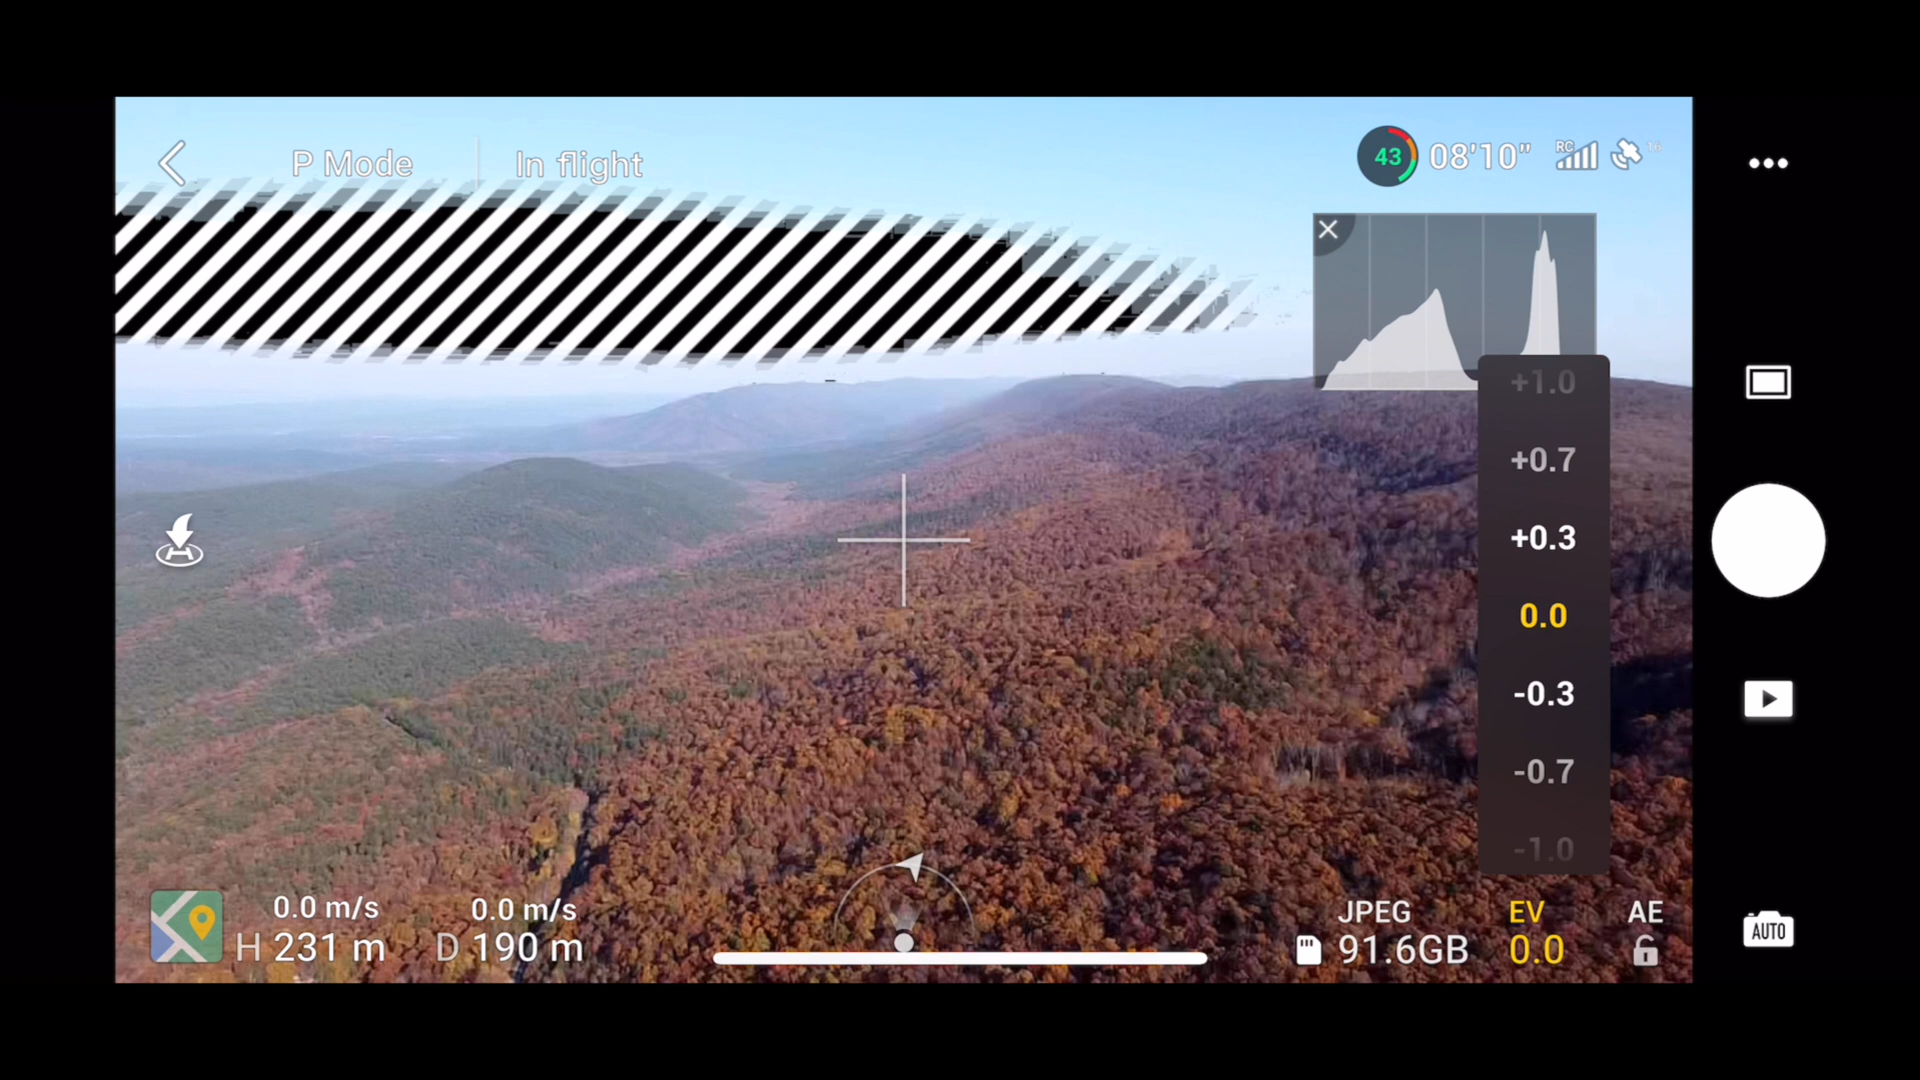 P Mode
In flight
43
08'10"
RC
16
+1.0
+0.7
+0.3
0.0
-0.3
-0.7
-1.0
0.0 m/s
0.0 m/s
H 231 m
D 190 m
JPEG
91.6GB
EV
0.0
AE
AUTO